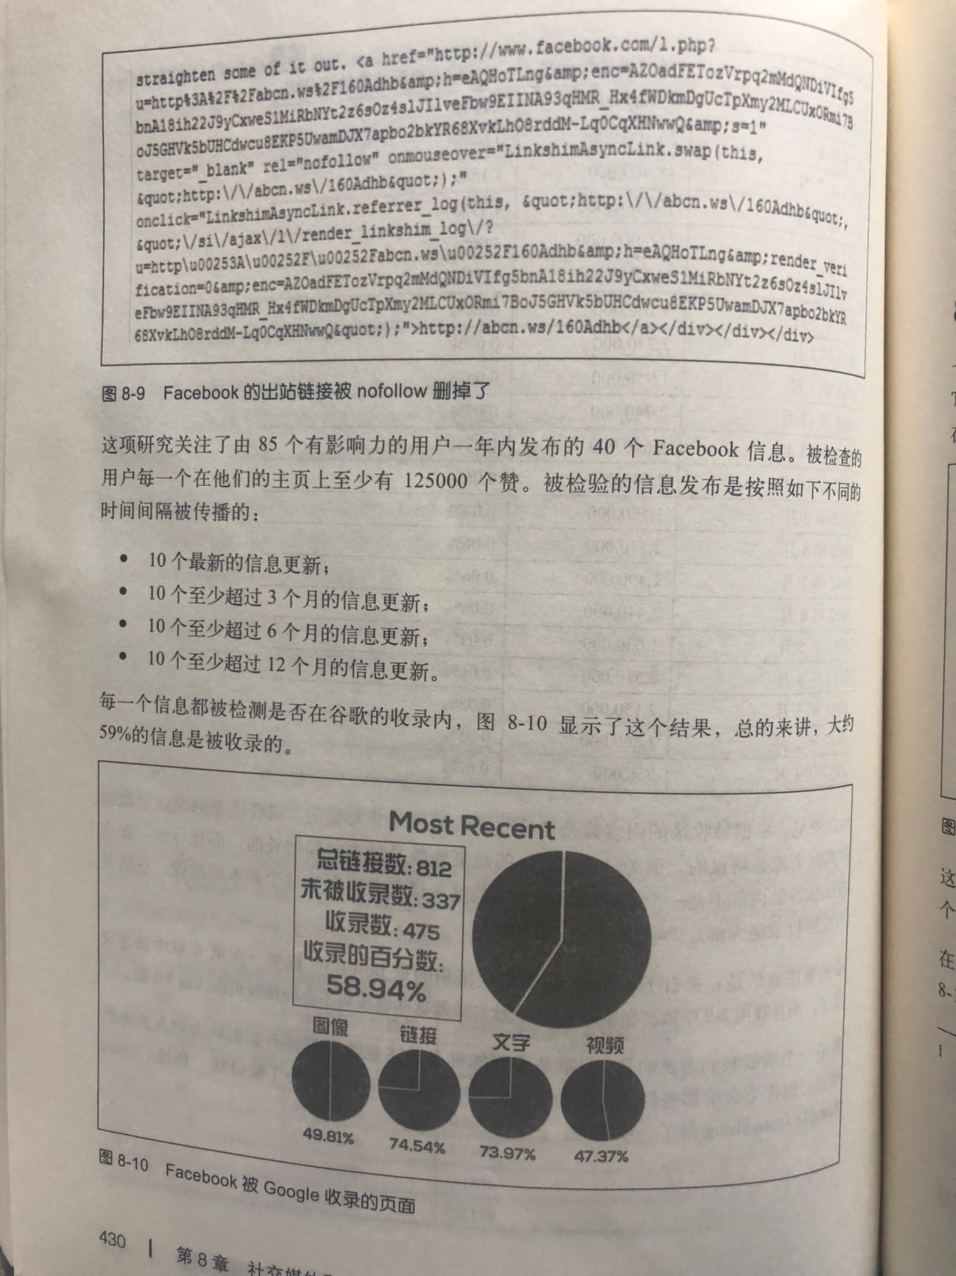 straighten some of it out. <a href="http://www.facebook.com/l.php?
u=http%3A%2F%2Fabcn.ws%2F160Adhb&amp;h=eAQHoTLng&amp;enc=AZOadFETozVrpq2mMdQNDiVIfg5
bnA18ih22J9yCxweS1MiRbNYt2z6sOz4slJIlveFbw9EIINA93qHMR_Hx4fWDkmDgUcTpXmy2MLCUxORmi7B
oJ5GHVk5bUHCdwcu8EKP5UwamDJX7apbo2bkYR68XvkLhO8rddM-LqOCqXHNwwQ&amp;s=1"
target="_blank" rel="nofollow" onmouseover="LinkshimAsyncLink.swap(this,
&quot;http:\/\/abcn.ws\/160Adhb&quot;);"
onclick="LinkshimAsyncLink.referrer_log(this, &quot;http:\/\/abcn.ws\/160Adhb&quot;,
&quot;\/si\/ajax\/l\/render_linkshim_log\/?
u=http\u00253A\u00252F\u00252Fabcn.ws\u00252F160Adhb&amp;h=eAQHoTLng&amp;render_veri
fication=0&amp;enc=AZOadFETozVrpq2mMdQNDiVIfg5bnA18ih22J9yCxweS1MiRbNYt2z6sOz4slJIlv
eFbw9EIINA93qHMR_Hx4fWDkmDgUcTpXmy2MLCUxORmi7BoJ5GHVk5bUHCdwcu8EKP5UwamDJX7apbo2bkYR
68XvkLhO8rddM-LqOCqXHNwwQ&quot;);">http://abcn.ws/160Adhb</a></div></div></div>
图 8-9 Facebook 的出站链接被 nofollow 删掉了
这项研究关注了由 85 个有影响力的用户一年内发布的 40 个 Facebook 信息。被检查的
用户每一个在他们的主页上至少有 125000 个赞。被检验的信息发布是按照如下不同的
时间间隔被传播的：
• 10 个最新的信息更新；
• 10 个至少超过 3 个月的信息更新；
• 10 个至少超过 6 个月的信息更新；
• 10 个至少超过 12 个月的信息更新。
每一个信息都被检测是否在谷歌的收录内，图 8-10 显示了这个结果，总的来讲，大约
59%的信息是被收录的。
Most Recent
总链接数: 812
未被收录数: 337
收录数: 475
收录的百分数:
58.94%
图像 链接 文字 视频
49.81% 74.54% 73.97% 47.37%
图 8-10 Facebook 被 Google 收录的页面
430 | 第 8 章 社交媒体